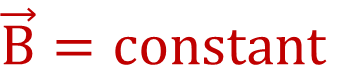 B⃗ = constant